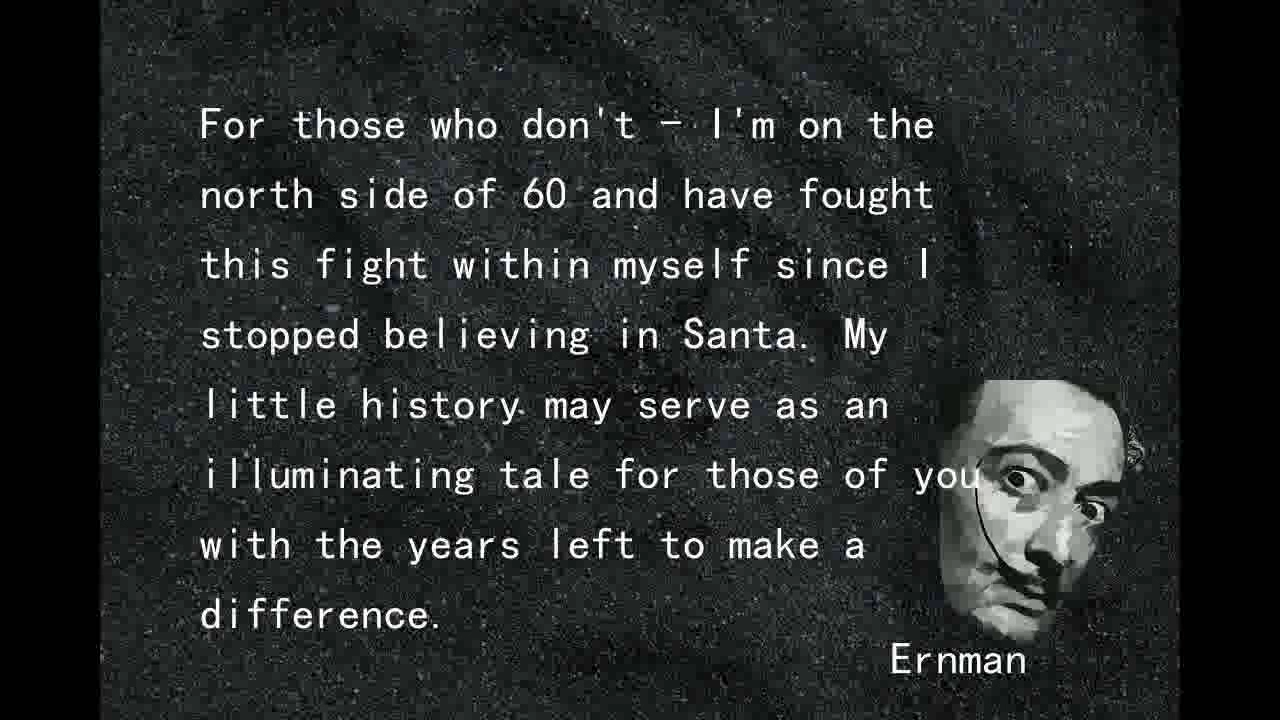 For those who don't - I'm on the
north side of 60 and have fought
this fight within myself since I
stopped believing in Santa. My
little history may serve as an
illuminating tale for those of you
with the years left to make a
difference.
Ernman